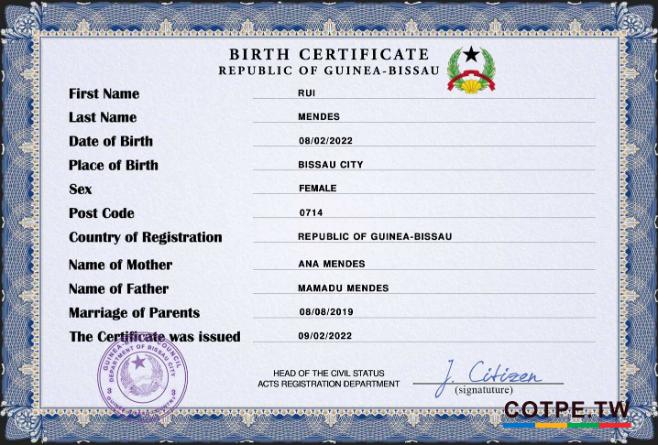 BIRTH CERTIFICATE
REPUBLIC OF GUINEA-BISSAU
First Name RUI
Last Name MENDES
Date of Birth 08/02/2022
Place of Birth BISSAU CITY
Sex FEMALE
Post Code 0714
Country of Registration REPUBLIC OF GUINEA-BISSAU
Name of Mother ANA MENDES
Name of Father MAMADU MENDES
Marriage of Parents 08/08/2019
The Certificate was issued 09/02/2022
DEPARTMENT OF BISSAU CITY
COUNCIL
HEAD OF THE CIVIL STATUS
ACTS REGISTRATION DEPARTMENT
J. Citizen
(signatuture)
COTPE.TW